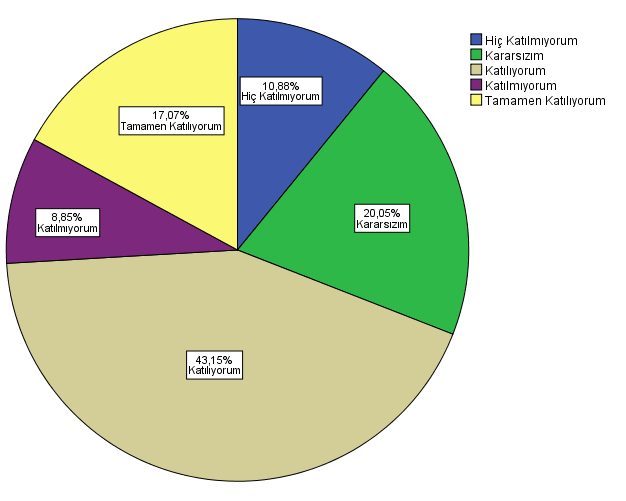 Hiç Katılmıyorum
Kararsızım
Katılıyorum
Katılmıyorum
Tamamen Katılıyorum
10,88%
Hiç Katılmıyorum
17,07%
Tamamen Katılıyorum
20,05%
Kararsızım
8,85%
Katılmıyorum
43,15%
Katılıyorum